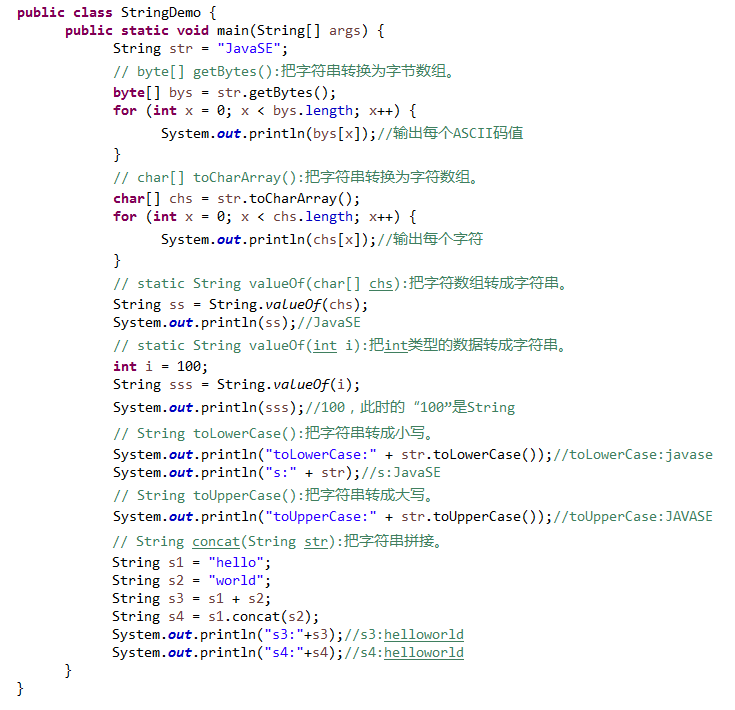 public class StringDemo {
public static void main(String[] args) {
String str = "JavaSE";
// byte[] getBytes():把字符串转换为字节数组。
byte[] bys = str.getBytes();
for (int x = 0; x < bys.length; x++) {
System.out.println(bys[x]);//输出每个ASCII码值
}
// char[] toCharArray():把字符串转换为字符数组。
char[] chs = str.toCharArray();
for (int x = 0; x < chs.length; x++) {
System.out.println(chs[x]);//输出每个字符
}
// static String valueOf(char[] chs):把字符数组转成字符串。
String ss = String.valueOf(chs);
System.out.println(ss);//JavaSE
// static String valueOf(int i):把int类型的数据转成字符串。
int i = 100;
String sss = String.valueOf(i);
System.out.println(sss);//100，此时的“100”是String
// String toLowerCase():把字符串转成小写。
System.out.println("toLowerCase:" + str.toLowerCase());//toLowerCase:javase
System.out.println("s:" + str);//s:JavaSE
// String toUpperCase():把字符串转成大写。
System.out.println("toUpperCase:" + str.toUpperCase());//toUpperCase:JAVASE
// String concat(String str):把字符串拼接。
String s1 = "hello";
String s2 = "world";
String s3 = s1 + s2;
String s4 = s1.concat(s2);
System.out.println("s3:"+s3);//s3:helloworld
System.out.println("s4:"+s4);//s4:helloworld
}
}